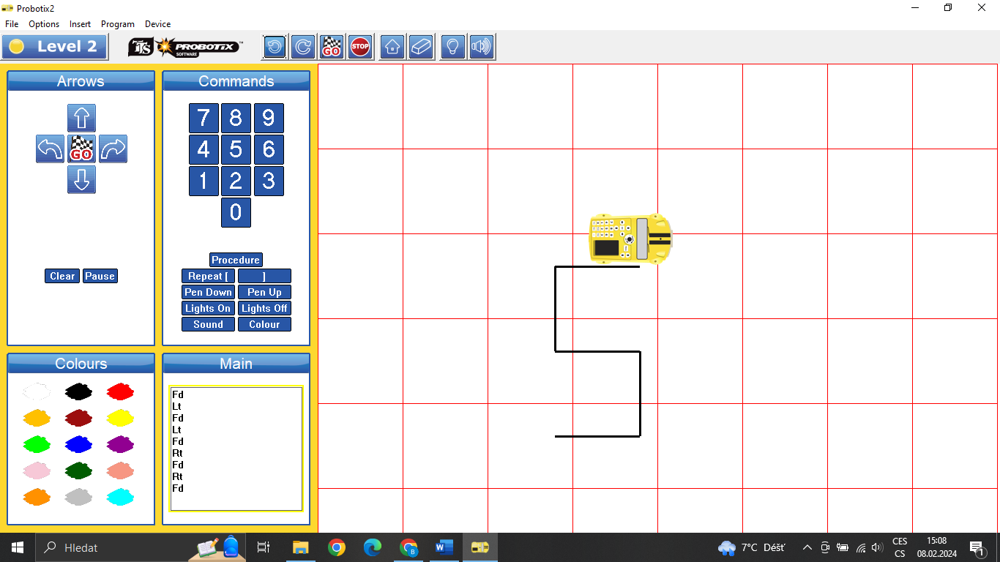 Probotix2
File Options Insert Program Device
Level 2
TTS PROBOTIX™
SOFTWARE
GO STOP
Arrows
GO
Clear Pause
Commands
7 8 9
4 5 6
1 2 3
0
Procedure
Repeat [ ]
Pen Down Pen Up
Lights On Lights Off
Sound Colour
Colours
Main
Fd
Lt
Fd
Lt
Fd
Rt
Fd
Rt
Fd
Hledat
B
W
7°C Déšť
CES
CS
15:08
08.02.2024
1